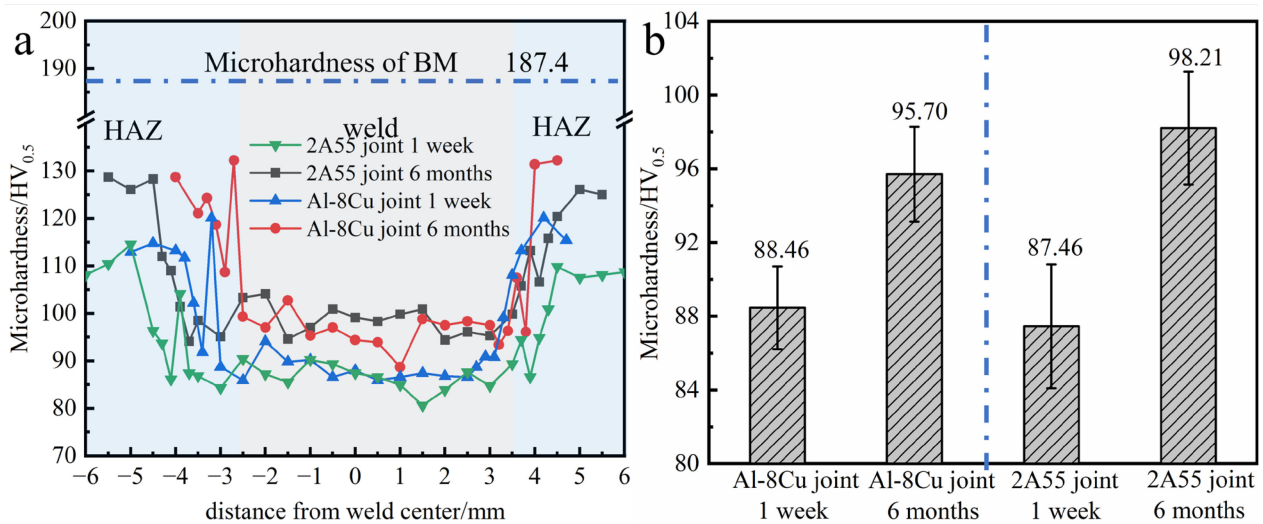 a
Microhardness/HV0.5
200
190
130
120
110
100
90
80
70
Microhardness of BM 187.4
HAZ
weld
HAZ
2A55 joint 1 week
2A55 joint 6 months
Al-8Cu joint 1 week
Al-8Cu joint 6 months
−6 −5 −4 −3 −2 −1 0 1 2 3 4 5 6
distance from weld center/mm
b
Microhardness/HV0.5
104
100
96
92
88
84
80
88.46
95.70
87.46
98.21
Al-8Cu joint
1 week
Al-8Cu joint
6 months
2A55 joint
1 week
2A55 joint
6 months